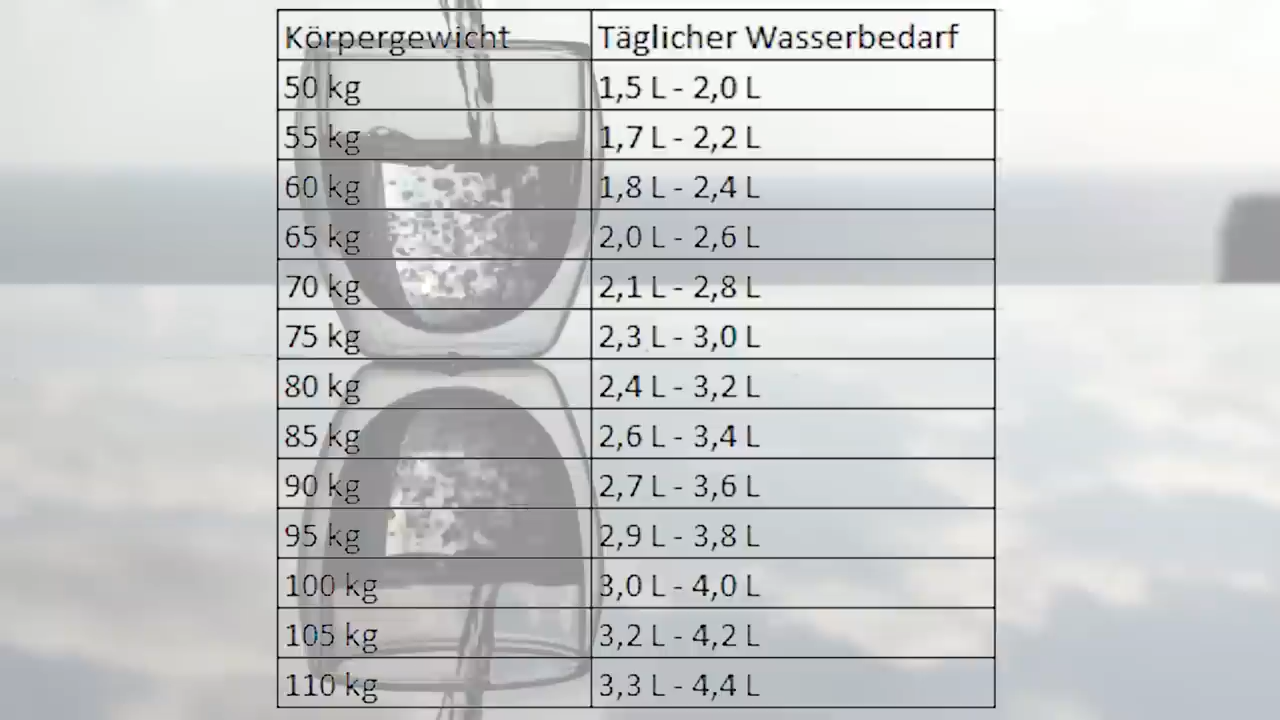 Körpergewicht Täglicher Wasserbedarf
50 kg 1,5 L - 2,0 L
55 kg 1,7 L - 2,2 L
60 kg 1,8 L - 2,4 L
65 kg 2,0 L - 2,6 L
70 kg 2,1 L - 2,8 L
75 kg 2,3 L - 3,0 L
80 kg 2,4 L - 3,2 L
85 kg 2,6 L - 3,4 L
90 kg 2,7 L - 3,6 L
95 kg 2,9 L - 3,8 L
100 kg 3,0 L - 4,0 L
105 kg 3,2 L - 4,2 L
110 kg 3,3 L - 4,4 L